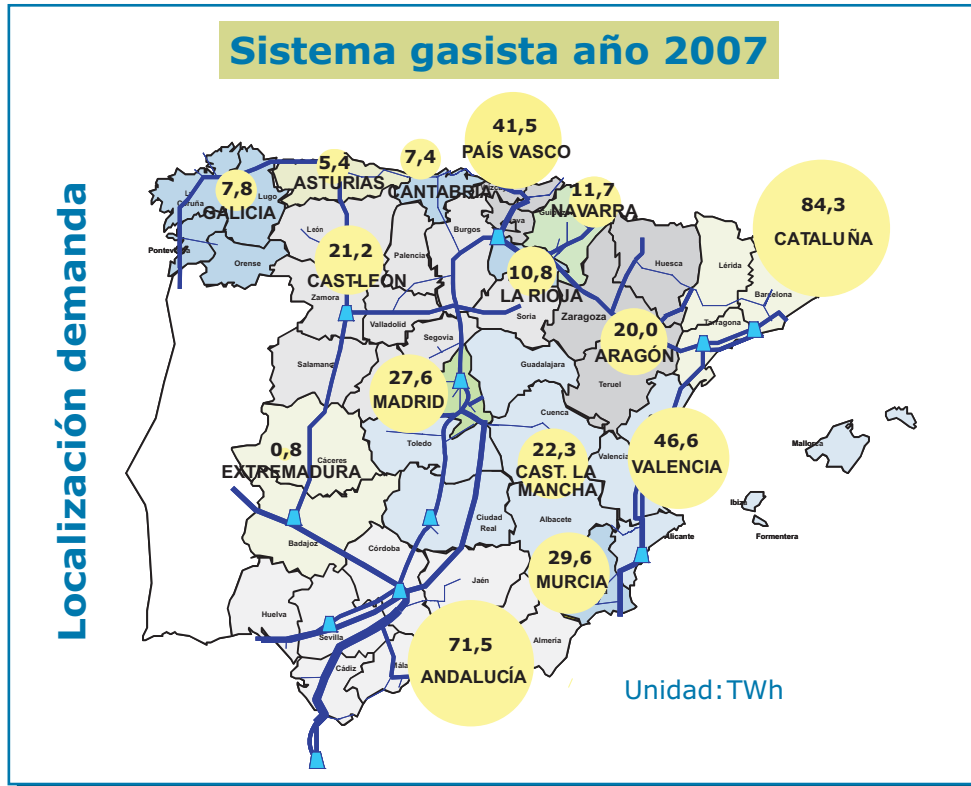 Sistema gasista año 2007
Localización demanda
41,5
PAÍS VASCO
7,4
CANTABRIA
5,4
ASTURIAS
7,8
GALICIA
Lugo
Coruña
Pontevedra
Orense
11,7
NAVARRA
84,3
CATALUÑA
León
Palencia
Burgos
21,2
CAST-LEÓN
Zamora
Valladolid
Soria
10,8
LA RIOJA
Zaragoza
Huesca
Lérida
Barcelona
Tarragona
20,0
ARAGÓN
Teruel
Segovia
Salamanc
Guadalajara
27,6
MADRID
Cuenca
Toledo
0,8
EXTREMADURA
Cáceres
22,3
CAST. LA
MANCHA
46,6
VALENCIA
Valencia
Mallorca
Ibiza
Formentera
Alicante
Albacete
Ciudad
Real
Badajoz
Córdoba
29,6
MURCIA
Jaén
Huelva
Sevilla
Almería
Cádiz
Mála
71,5
ANDALUCÍA
Unidad: TWh